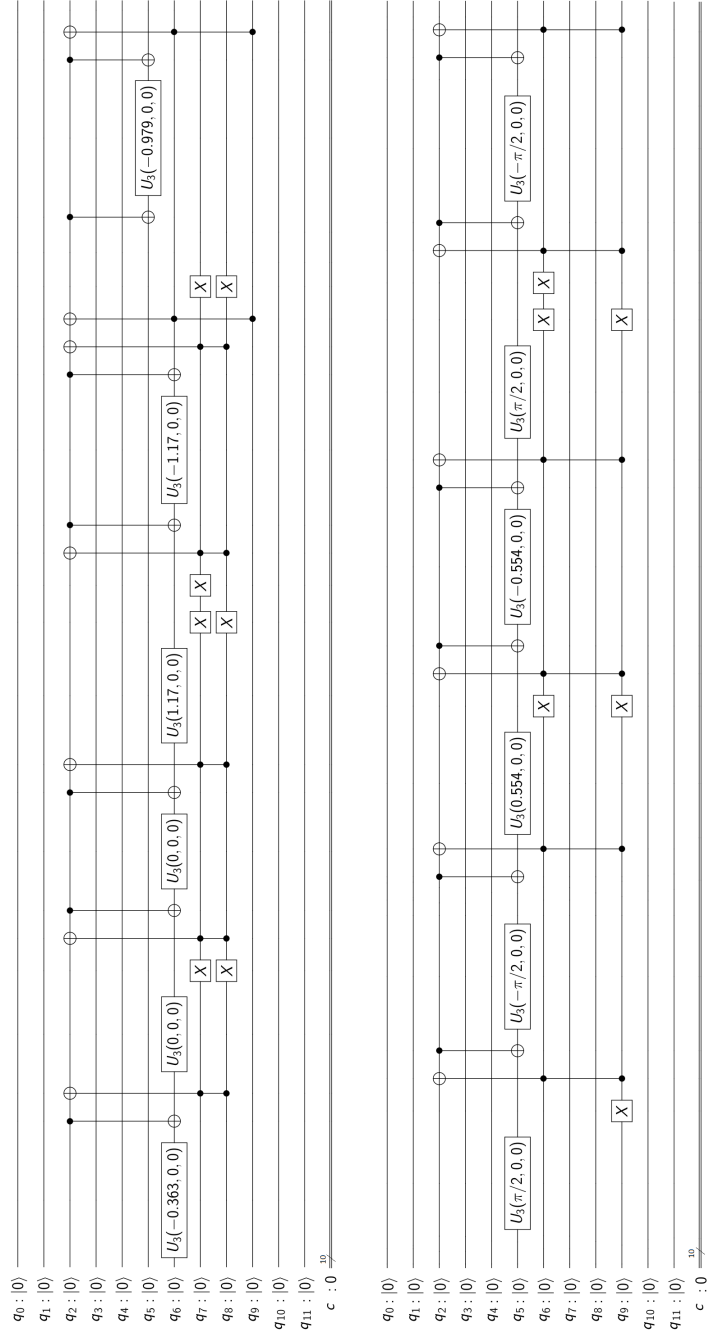 q₀ : |0⟩
q₁ : |0⟩
q₂ : |0⟩
q₃ : |0⟩
q₄ : |0⟩
q₅ : |0⟩ U₃(−0.979, 0, 0)
q₆ : |0⟩ U₃(−0.363, 0, 0) U₃(0, 0, 0) U₃(0, 0, 0) U₃(1.17, 0, 0) U₃(−1.17, 0, 0)
q₇ : |0⟩ X X X X
q₈ : |0⟩ X X X
q₉ : |0⟩
q₁₀ : |0⟩
q₁₁ : |0⟩
c : 0 10
q₀ : |0⟩
q₁ : |0⟩
q₂ : |0⟩
q₃ : |0⟩
q₄ : |0⟩
q₅ : |0⟩ U₃(π/2, 0, 0) U₃(−π/2, 0, 0) U₃(0.554, 0, 0) U₃(−0.554, 0, 0) U₃(π/2, 0, 0) U₃(−π/2, 0, 0)
q₆ : |0⟩ X X X
q₇ : |0⟩
q₈ : |0⟩
q₉ : |0⟩ X X X
q₁₀ : |0⟩
q₁₁ : |0⟩
c : 0 10